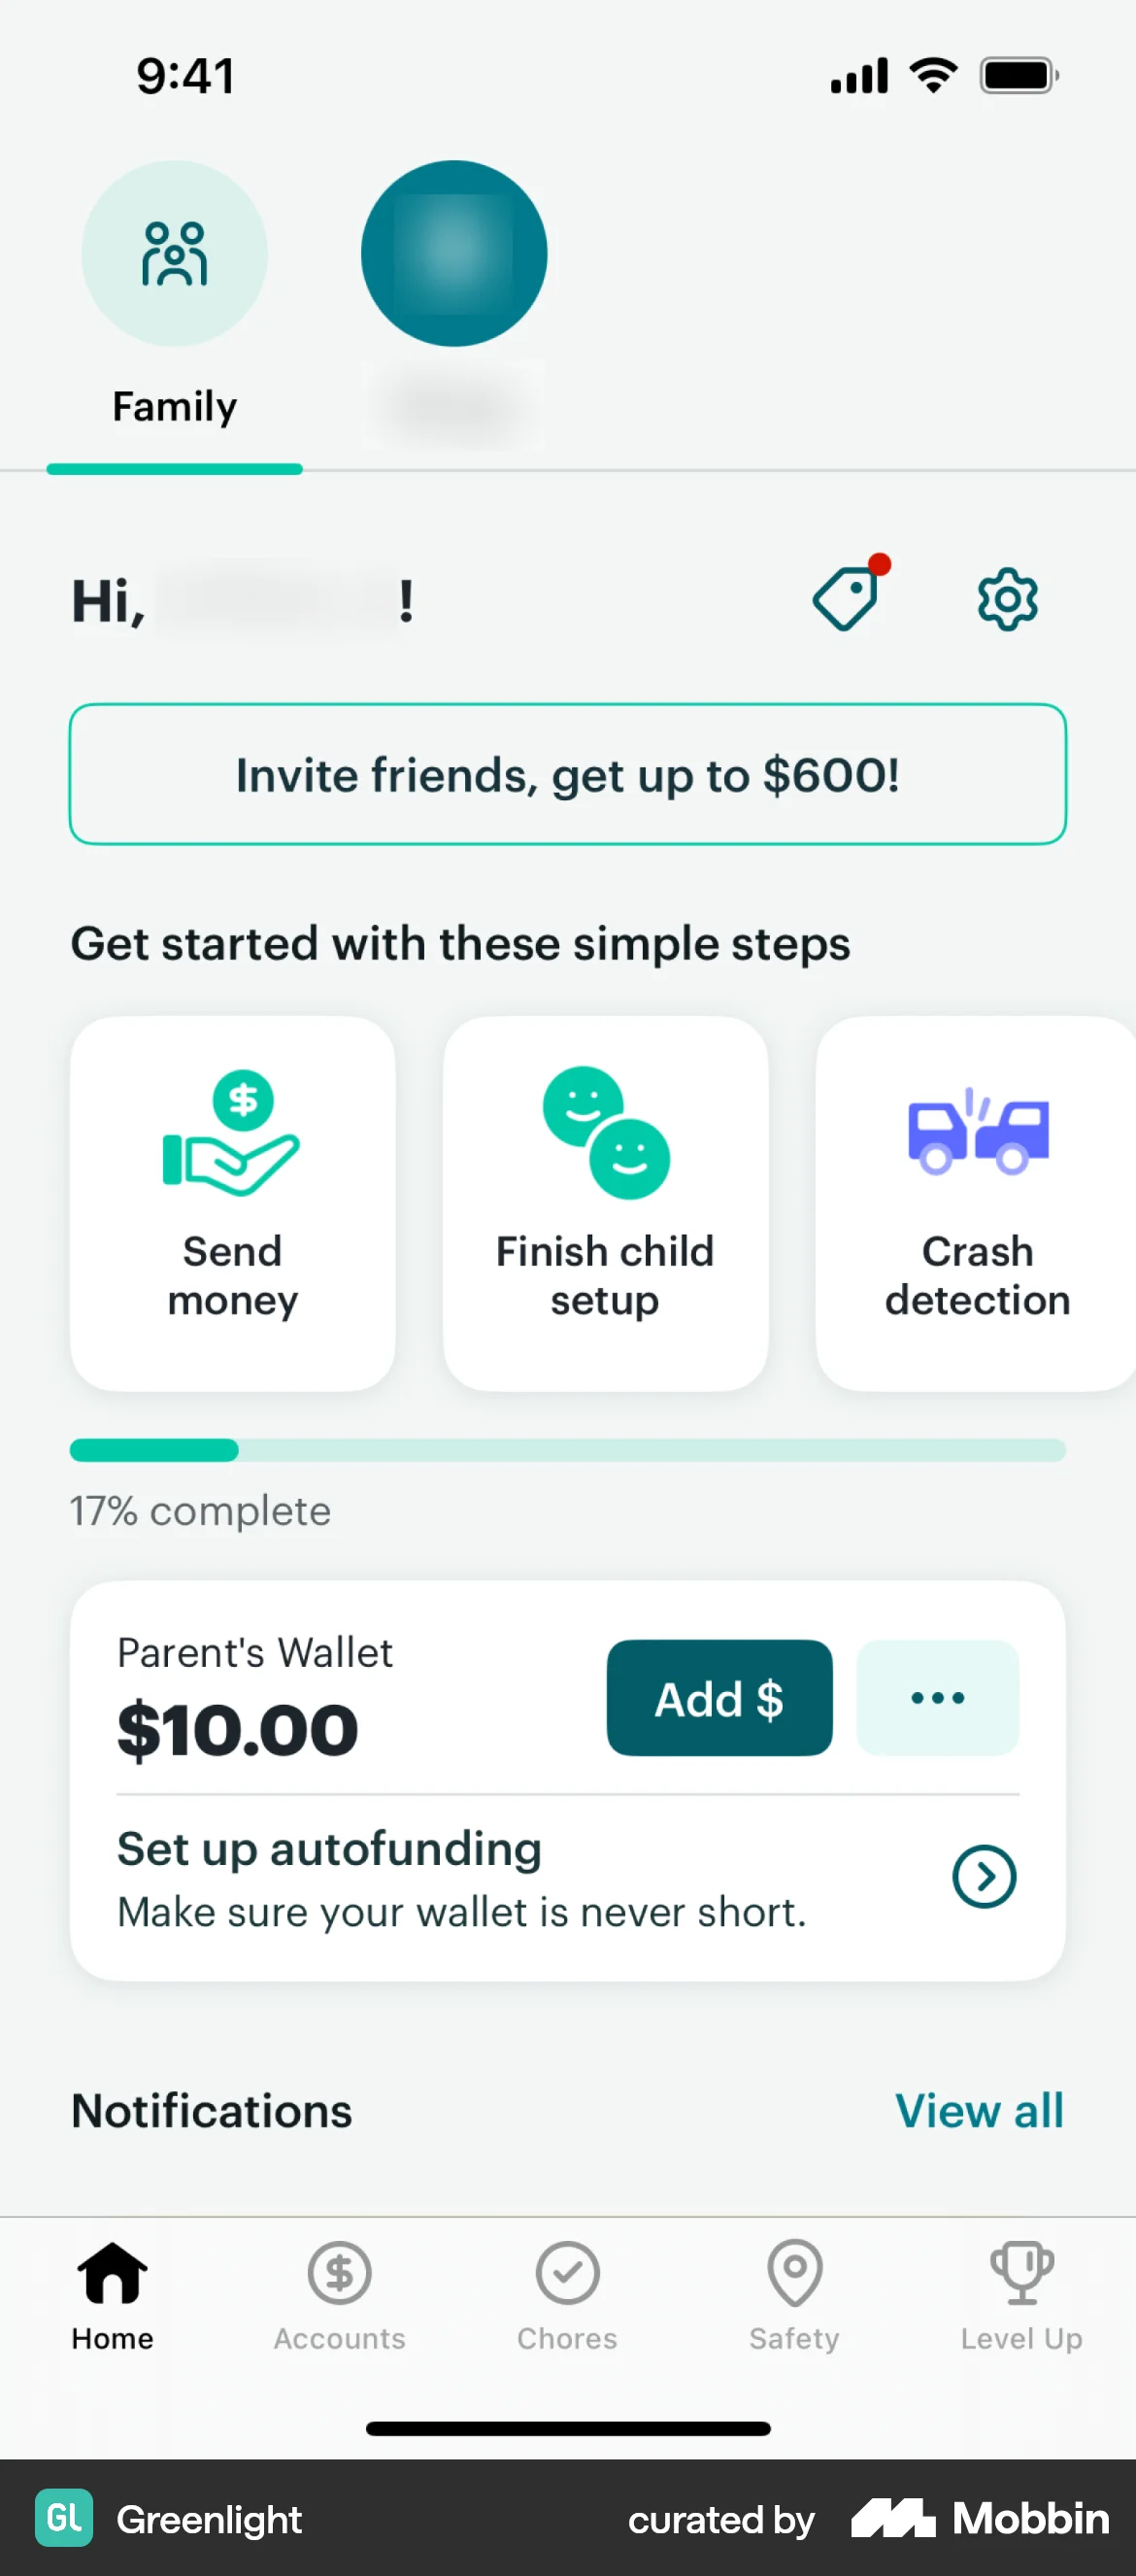 9:41
Family
Hi, !
Invite friends, get up to $600!
Get started with these simple steps
$
Send
money
Finish child
setup
Crash
detection
17% complete
Parent's Wallet
$10.00
Add $
Set up autofunding
Make sure your wallet is never short.
Notifications
View all
$
Home
Accounts
Chores
Safety
Level Up
GL Greenlight
curated by Mobbin